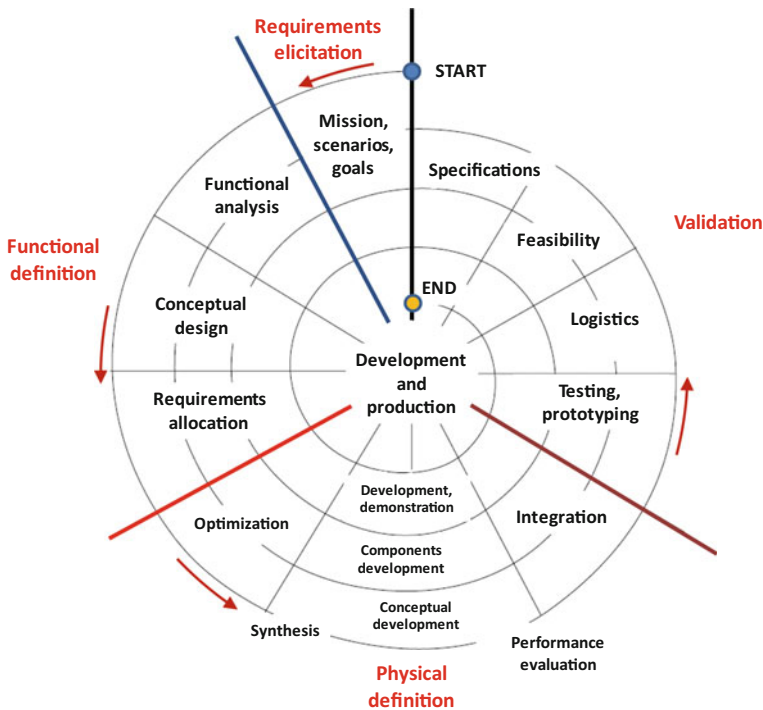 Requirements
elicitation
START
Mission,
scenarios,
goals
Specifications
Functional
analysis
Validation
Feasibility
Functional
definition
END
Conceptual
design
Logistics
Development
and
production
Testing,
prototyping
Requirements
allocation
Development,
demonstration
Optimization
Integration
Components
development
Conceptual
development
Synthesis
Performance
evaluation
Physical
definition